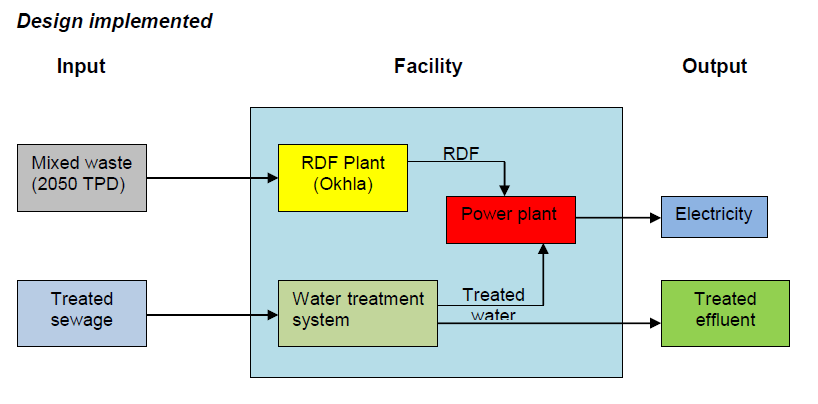 Design implemented
Input
Facility
Output
Mixed waste
(2050 TPD)
RDF Plant
(Okhla)
RDF
Power plant
Electricity
Treated
sewage
Water treatment
system
Treated
water
Treated
effluent